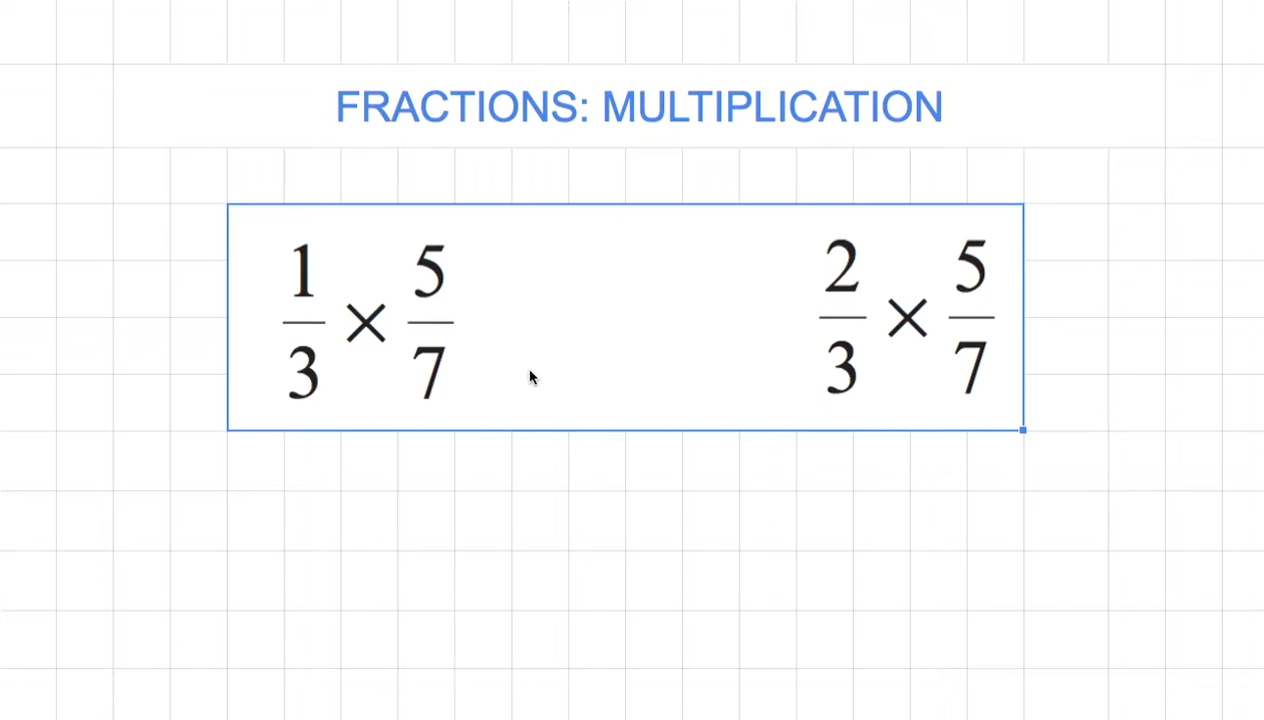 FRACTIONS: MULTIPLICATION
1/3 × 5/7
2/3 × 5/7